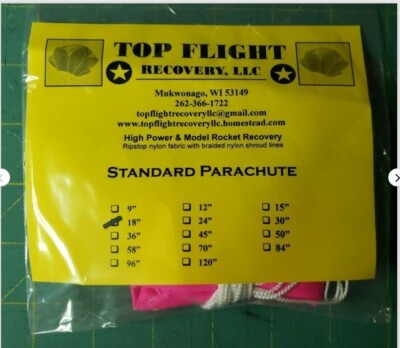 TOP FLIGHT
RECOVERY, LLC
Mukwonago, WI 53149
262-366-1722
topflightrecoveryllc@gmail.com
www.topflightrecoveryllc.homestead.com
High Power & Model Rocket Recovery
Ripstop nylon fabric with braided nylon shroud lines
STANDARD PARACHUTE
9" 12" 15"
18" 24" 30"
36" 45" 50"
58" 70" 84"
96" 120"